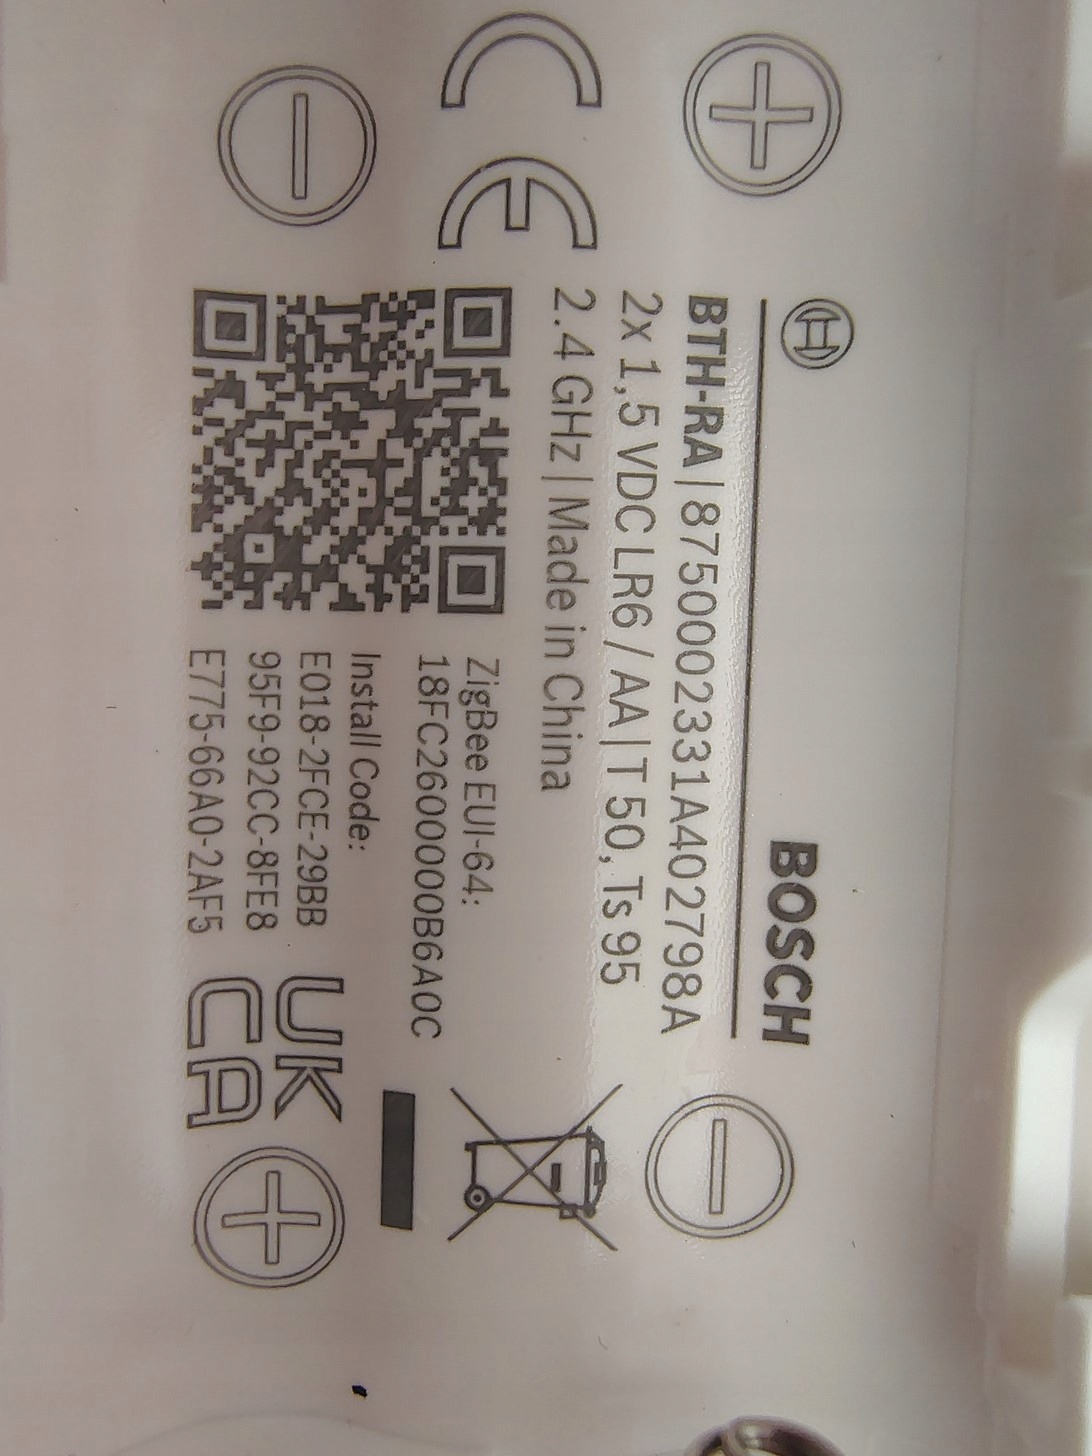 BOSCH
BTH-RA | 8750002331A402798A
2x 1,5 VDC LR6 / AA | T 50, Ts 95
2.4 GHz | Made in China
ZigBee EUI-64:
18FC2600000B6A0C
Install Code:
E018-2FCE-29BB
95F9-92CC-8FE8
E775-66A0-2AF5
CE
UK
CA